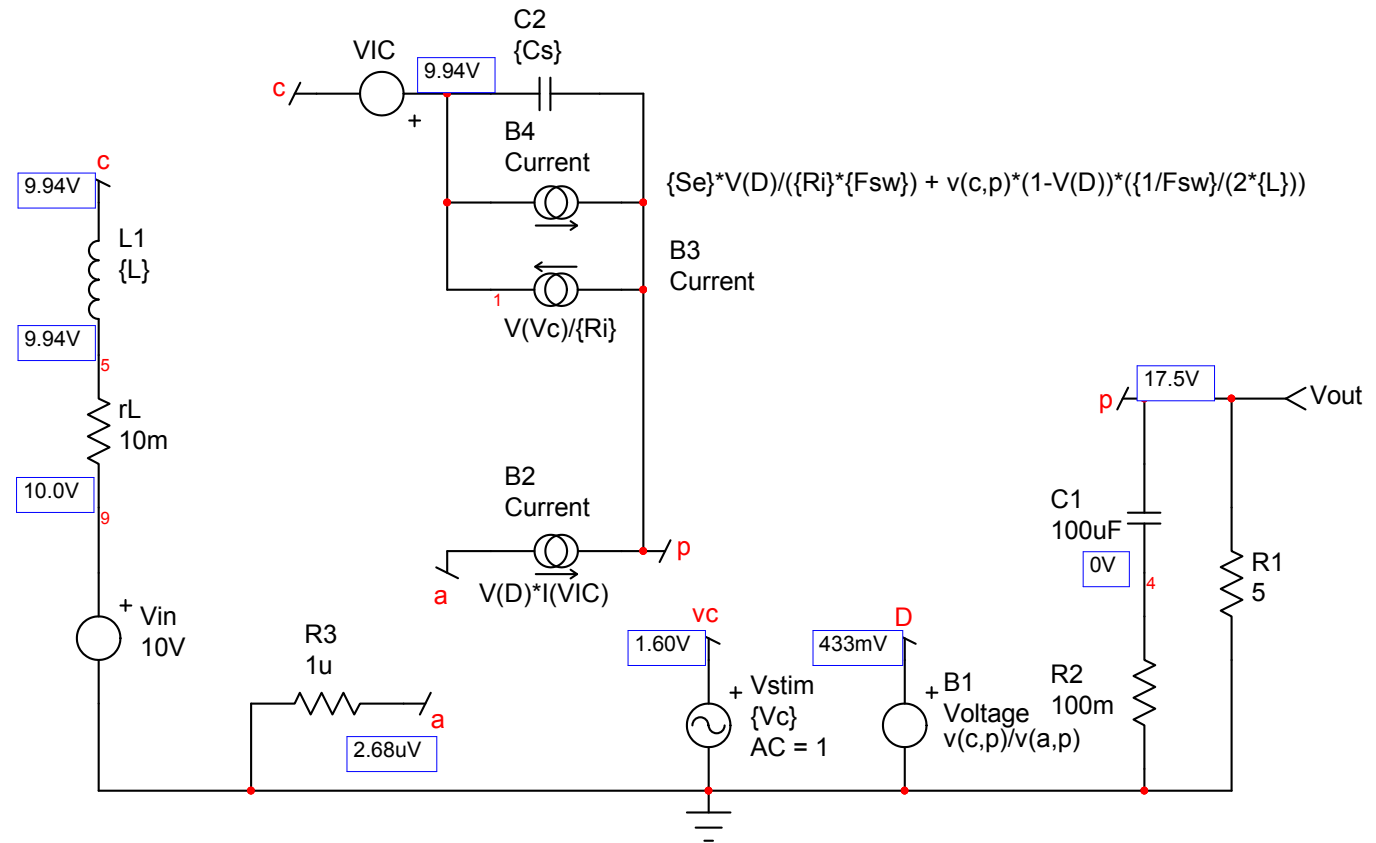 C2
{Cs}
VIC
9.94V
c
+
B4
Current
{Se}*V(D)/({Ri}*{Fsw}) + v(c,p)*(1-V(D))*({1/Fsw}/(2*{L}))
c
9.94V
L1
{L}
B3
Current
1
V(Vc)/{Ri}
9.94V
5
rL
10m
p
17.5V
Vout
10.0V
9
B2
Current
a
p
V(D)*I(VIC)
C1
100uF
0V
4
R1
5
+
Vin
10V
R3
1u
a
2.68uV
vc
1.60V
+
Vstim
{Vc}
AC = 1
D
433mV
+
B1
Voltage
v(c,p)/v(a,p)
R2
100m